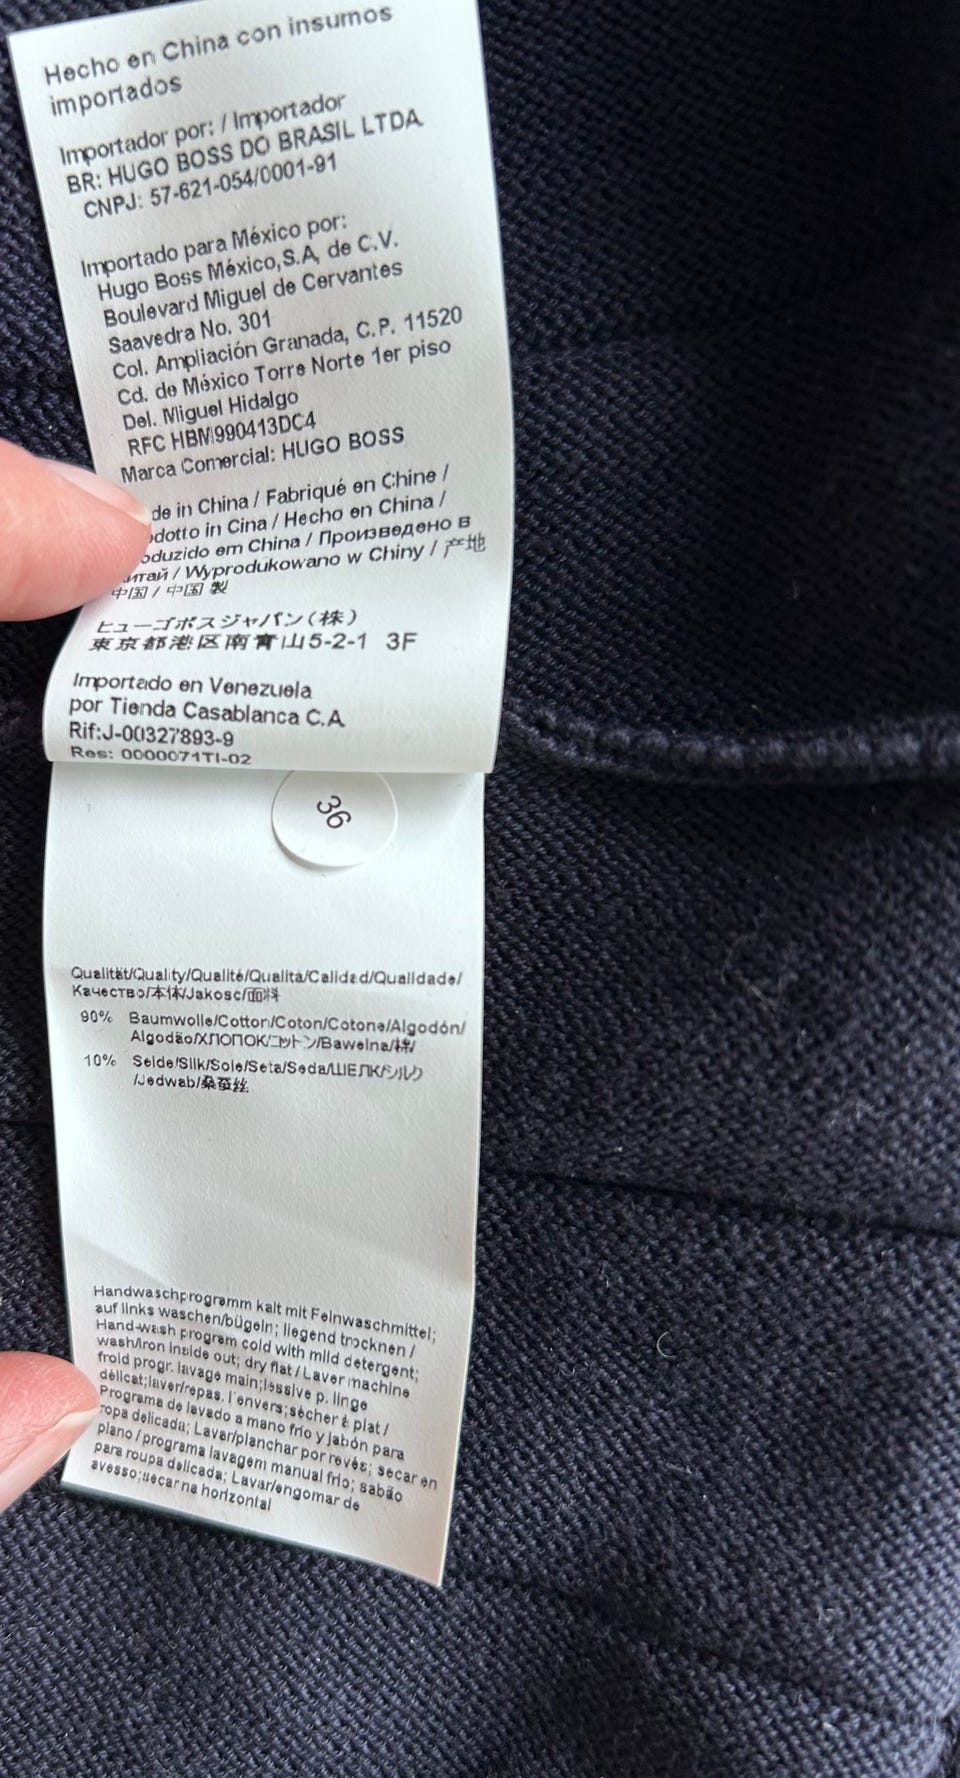 Hecho en China con insumos
importados
Importador por: / Importador
BR: HUGO BOSS DO BRASIL LTDA
CNPJ: 57-621-054/0001-91
Importado para México por:
Hugo Boss México,S.A, de C.V.
Boulevard Miguel de Cervantes
Saavedra No. 301
Col. Ampliación Granada, C.P. 11520
Cd. de México Torre Norte 1er piso
Del. Miguel Hidalgo
RFC HBM990413DC4
Marca Comercial: HUGO BOSS
de in China / Fabriqué en Chine /
odotto in Cina / Hecho en China /
oduzido em China / Произведено в
итай / Wyprodukowano w Chiny / 产地
中国 / 中国 製
ヒューゴボスジャパン(株)
東京都港区南青山5-2-1 3F
Importado en Venezuela
por Tienda Casablanca C.A.
Rif:J-00327893-9
Res: 0000071TI-02
36
Qualität/Quality/Qualité/Qualita/Calidad/Qualidade/
Качество/本体/Jakosc/面料
90% Baumwolle/Cotton/Coton/Cotone/Algodón/
Algodão/ХЛОПОК/コットン/Bawelna/棉/
10% Seide/Silk/Soie/Seta/Seda/ШЕЛК/シルク
/Jedwab/桑蚕丝
Handwaschprogramm kalt mit Feinwaschmittel;
auf links waschen/bügeln; liegend trocknen /
Hand-wash program cold with mild detergent;
wash/iron inside out; dry flat / Laver machine
froid progr. lavage main;lessive p. linge
délicat;laver/repas. l'envers;sécher à plat /
Programa de lavado a mano frío y jabón para
ropa delicada; Lavar/planchar por revés; secar en
plano / programa lavagem manual frio; sabão
para roupa delicada; Lavar/engomar de
avesso;secar na horizontal